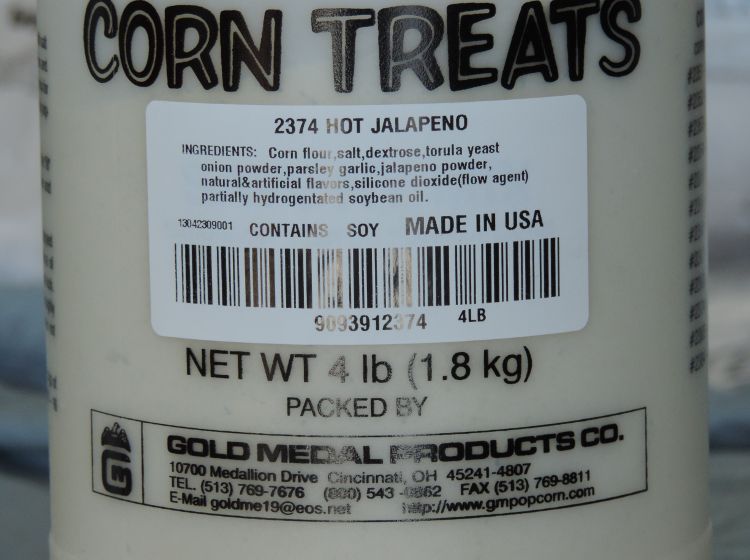 CORN TREATS
2374 HOT JALAPENO
INGREDIENTS: Corn flour,salt,dextrose,torula yeast
onion powder,parsley garlic,jalapeno powder,
natural&artificial flavors,silicone dioxide(flow agent)
partially hydrogentated soybean oil.
13042309001 CONTAINS SOY MADE IN USA
9093912374 4LB
NET WT 4 lb (1.8 kg)
PACKED BY
GOLD MEDAL PRODUCTS CO.
10700 Medallion Drive Cincinnati, OH 45241-4807
TEL. (513) 769-7676 (800) 543 -0862 FAX (513) 769-8811
E-Mail goldme19@eos.net http://www.gmpopcorn.com